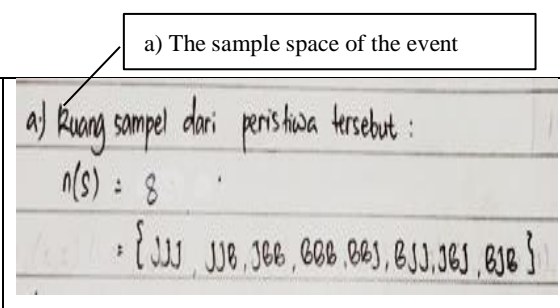 a) The sample space of the event
a.) Ruang sampel dari peristiwa tersebut :
n(S) = 8
= { JJJ, JJB, JBB, BBB, BBJ, BJJ, JBJ, BJB }